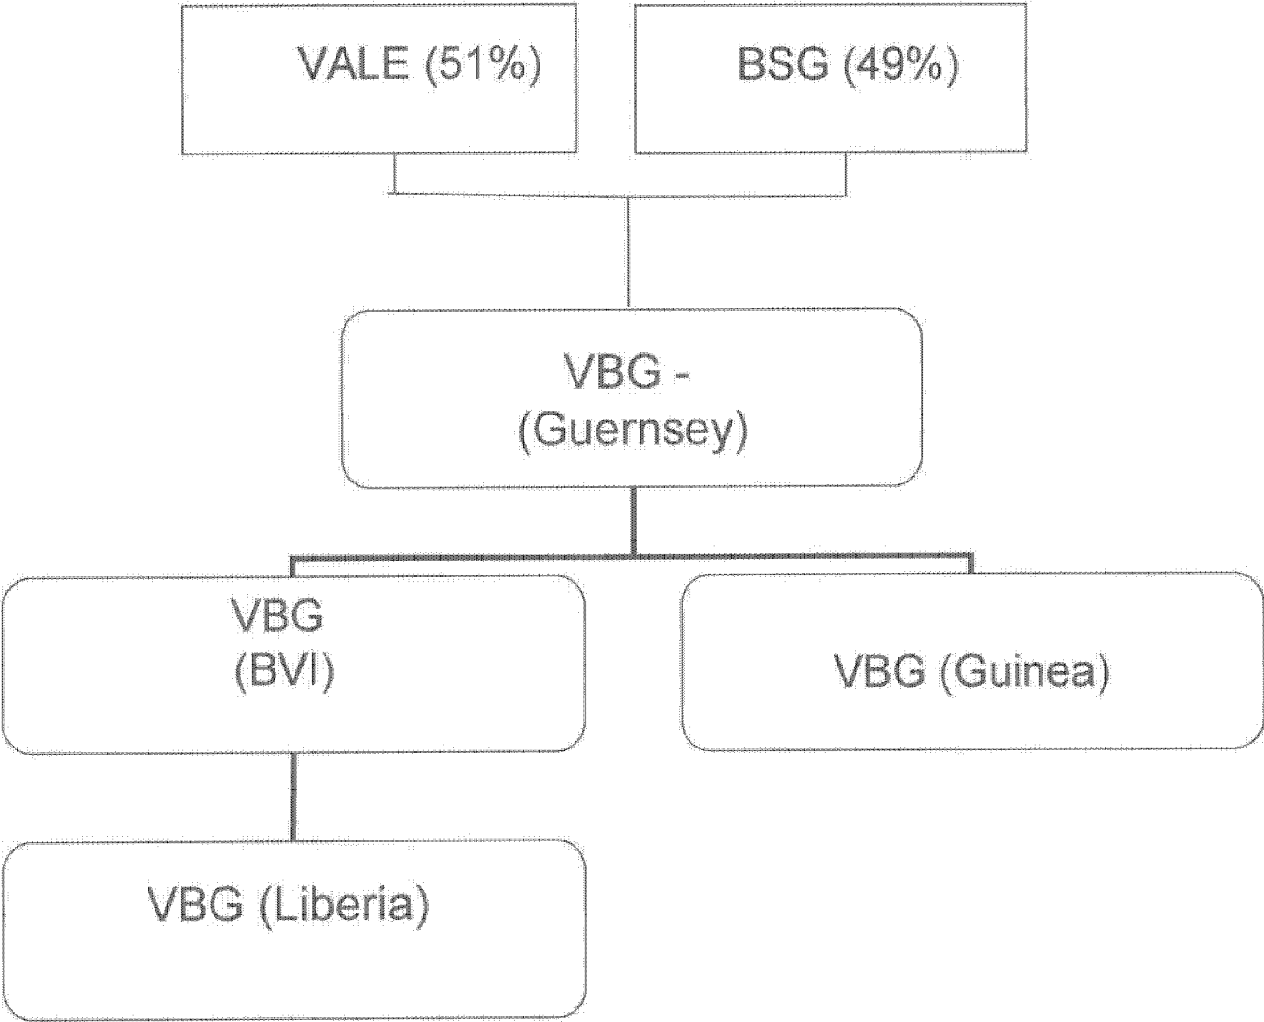 VALE (51%)
BSG (49%)
VBG -
(Guernsey)
VBG
(BVI)
VBG (Guinea)
VBG (Liberia)